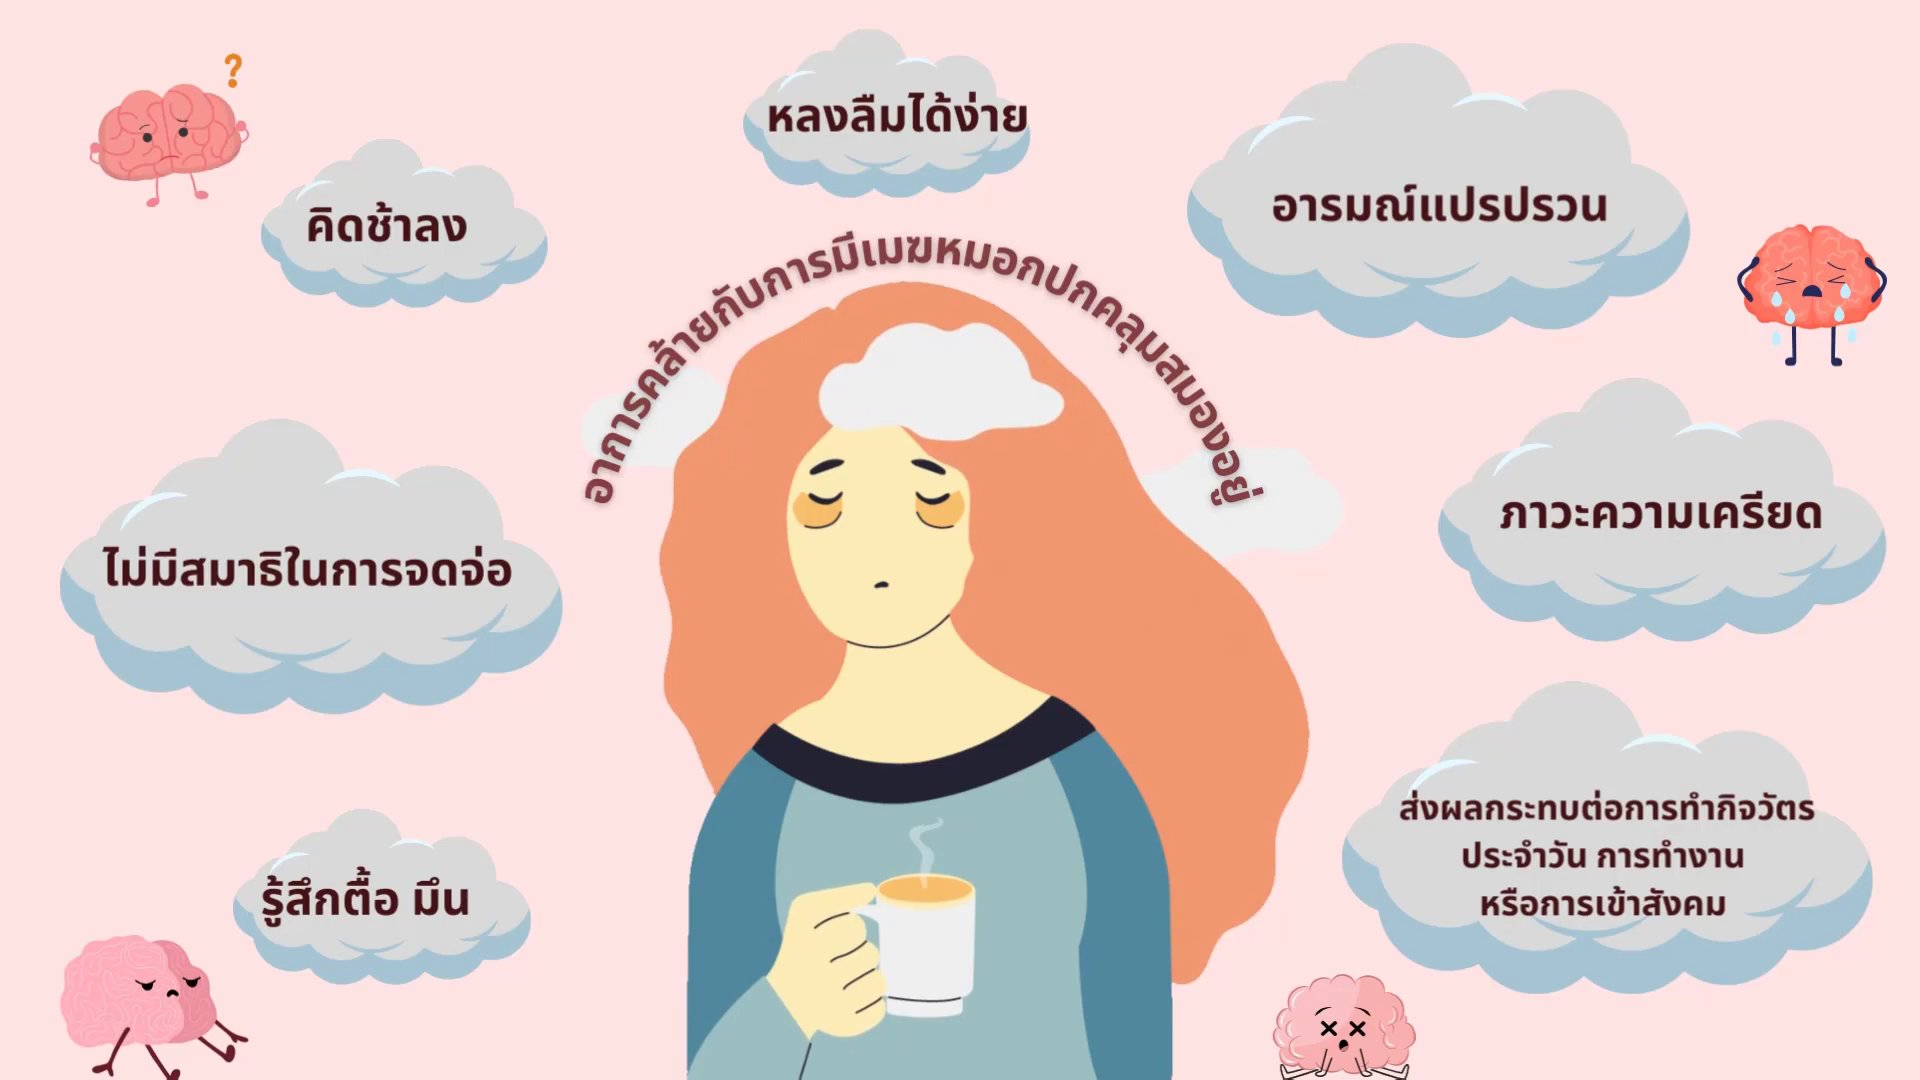 ?
หลงลืมได้ง่าย
คิดช้าลง
อารมณ์แปรปรวน
อาการคล้ายกับการมีเมฆหมอกปกคลุมสมองอยู่
ไม่มีสมาธิในการจดจ่อ
ภาวะความเครียด
รู้สึกตื้อ มึน
ส่งผลกระทบต่อการทำกิจวัตร
ประจำวัน การทำงาน
หรือการเข้าสังคม